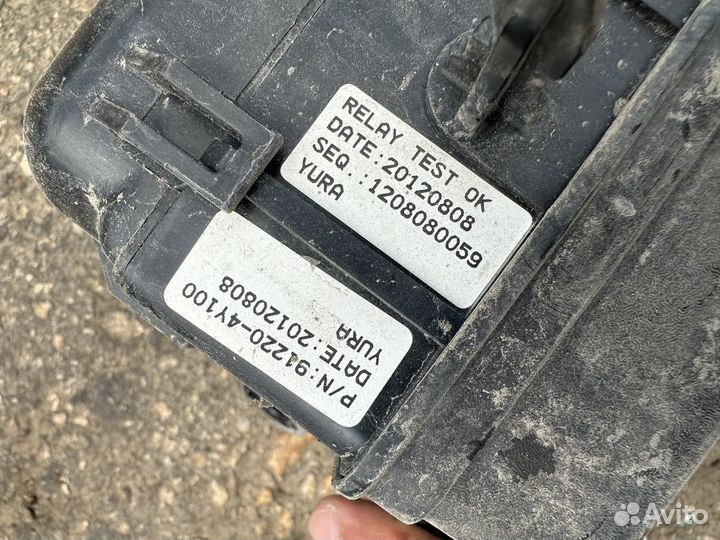 RELAY TEST OK
DATE:20120808
SEQ.:1208080059
YURA
P/N:91220-4Y100
DATE:20120808
YURA
Avito